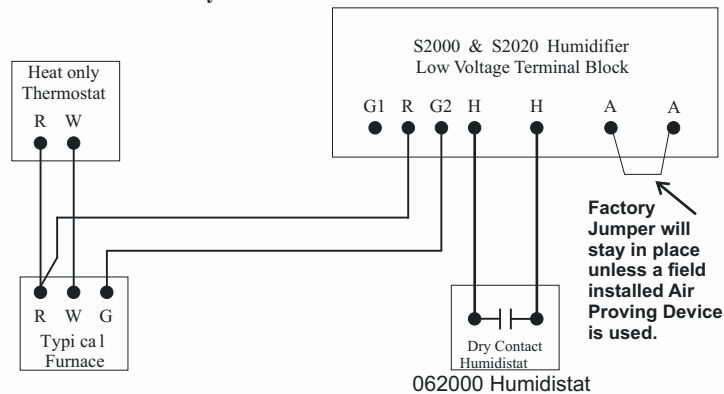 S2000 & S2020 Humidifier
Low Voltage Terminal Block
G1 R G2 H H A A
Heat only
Thermostat
R W
Factory
Jumper will
stay in place
unless a field
installed Air
Proving Device
is used.
R W G
Typi cal
Furnace
Dry Contact
Humidistat
062000 Humidistat